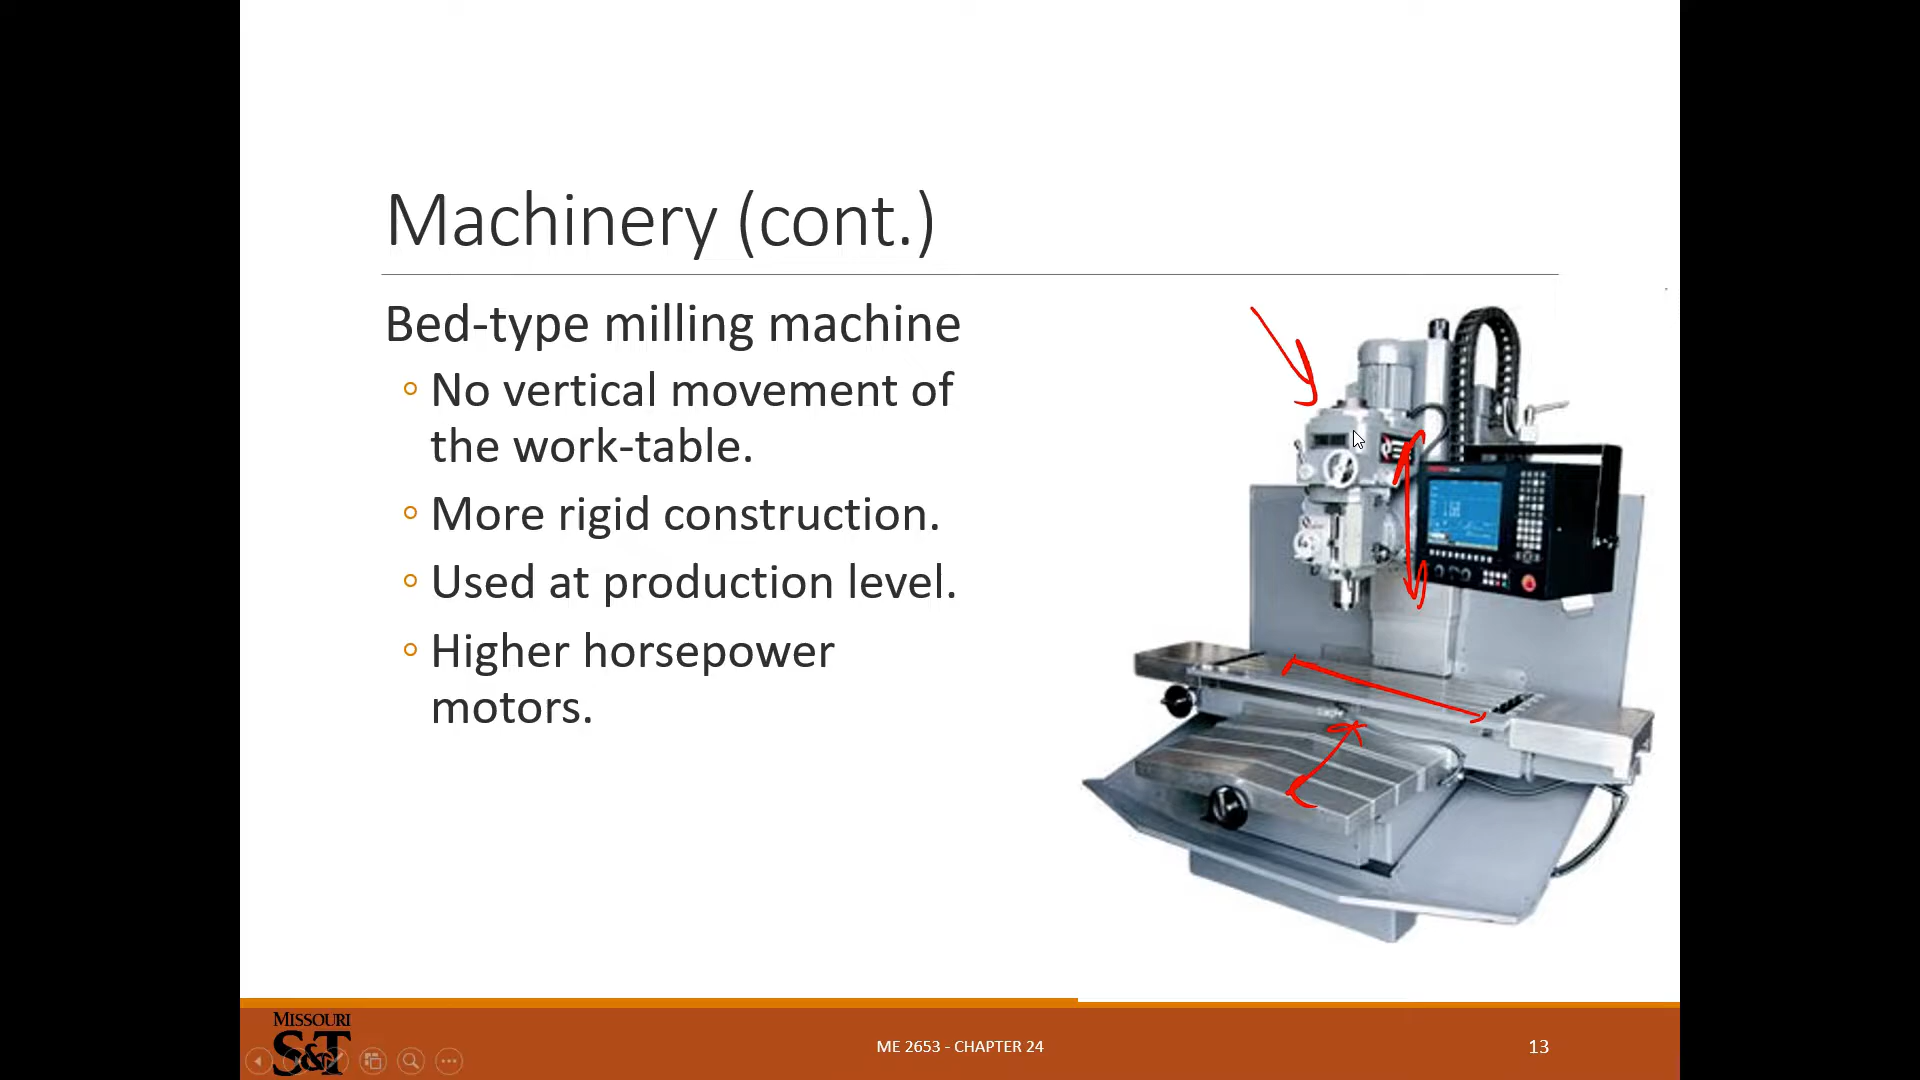 Machinery (cont.)
Bed-type milling machine
No vertical movement of
the work-table.
More rigid construction.
Used at production level.
Higher horsepower
motors.
MISSOURI
S&T
ME 2653 - CHAPTER 24
13